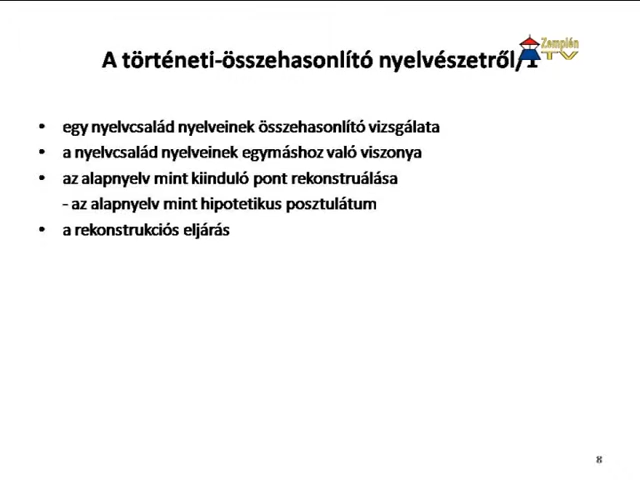 A történeti-összehasonlító nyelvészetről/1
Zemplén
TV
• egy nyelvcsalád nyelveinek összehasonlító vizsgálata
• a nyelvcsalád nyelveinek egymáshoz való viszonya
• az alapnyelv mint kiinduló pont rekonstruálása
- az alapnyelv mint hipotetikus posztulátum
• a rekonstrukciós eljárás
8